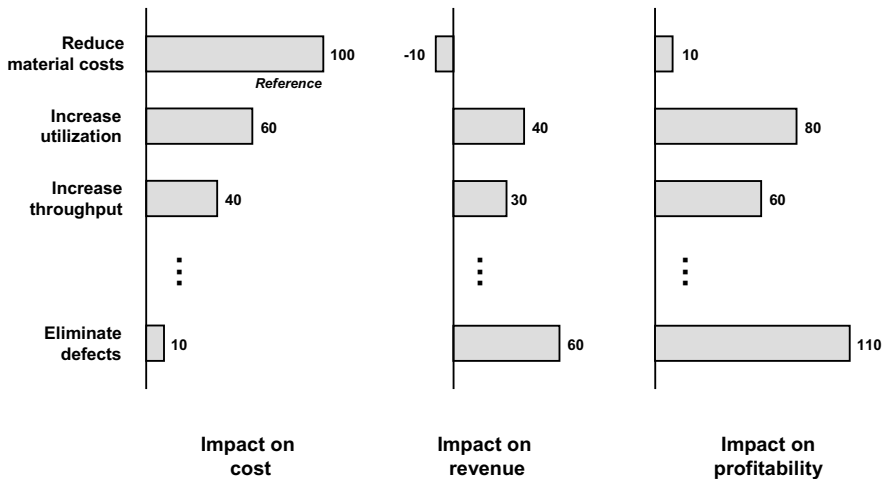 Reduce
material costs
100
-10
10
Reference
Increase
utilization
60
40
80
Increase
throughput
40
30
60
Eliminate
defects
10
60
110
Impact on
cost
Impact on
revenue
Impact on
profitability